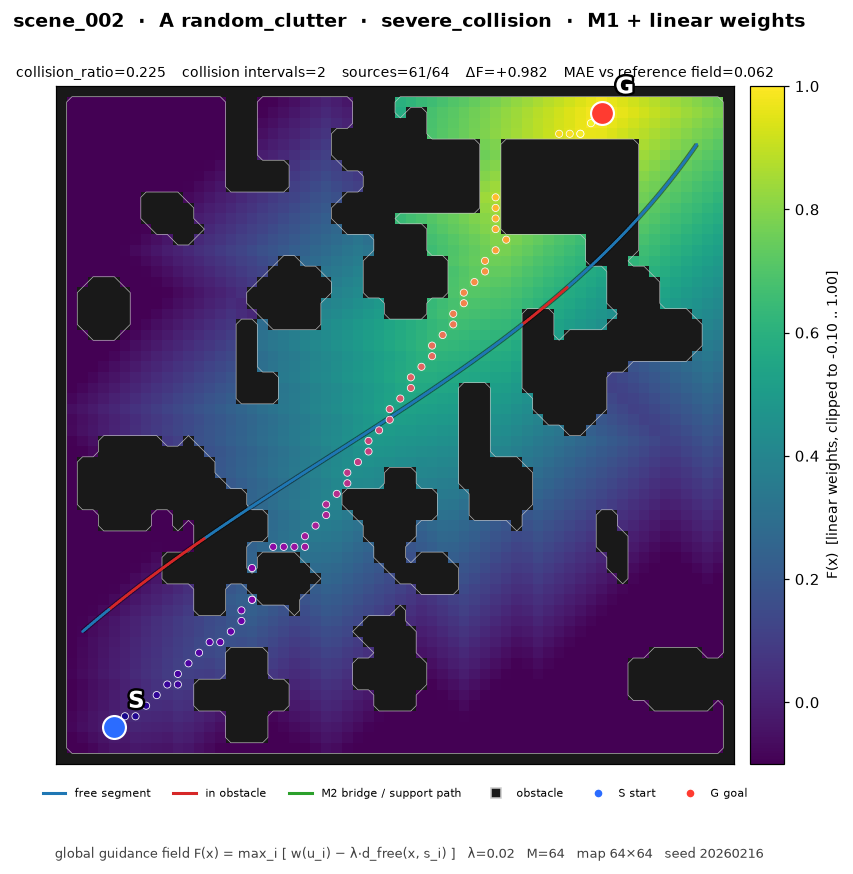 scene_002 · A random_clutter · severe_collision · M1 + linear weights
collision_ratio=0.225 collision intervals=2 sources=61/64 ΔF=+0.982 MAE vs reference field=0.062
G
S
1.0
0.8
0.6
0.4
0.2
0.0
F(x) [linear weights, clipped to -0.10 .. 1.00]
free segment in obstacle M2 bridge / support path obstacle S start G goal
global guidance field F(x) = max_i [ w(u_i) − λ·d_free(x, s_i) ] λ=0.02 M=64 map 64×64 seed 20260216